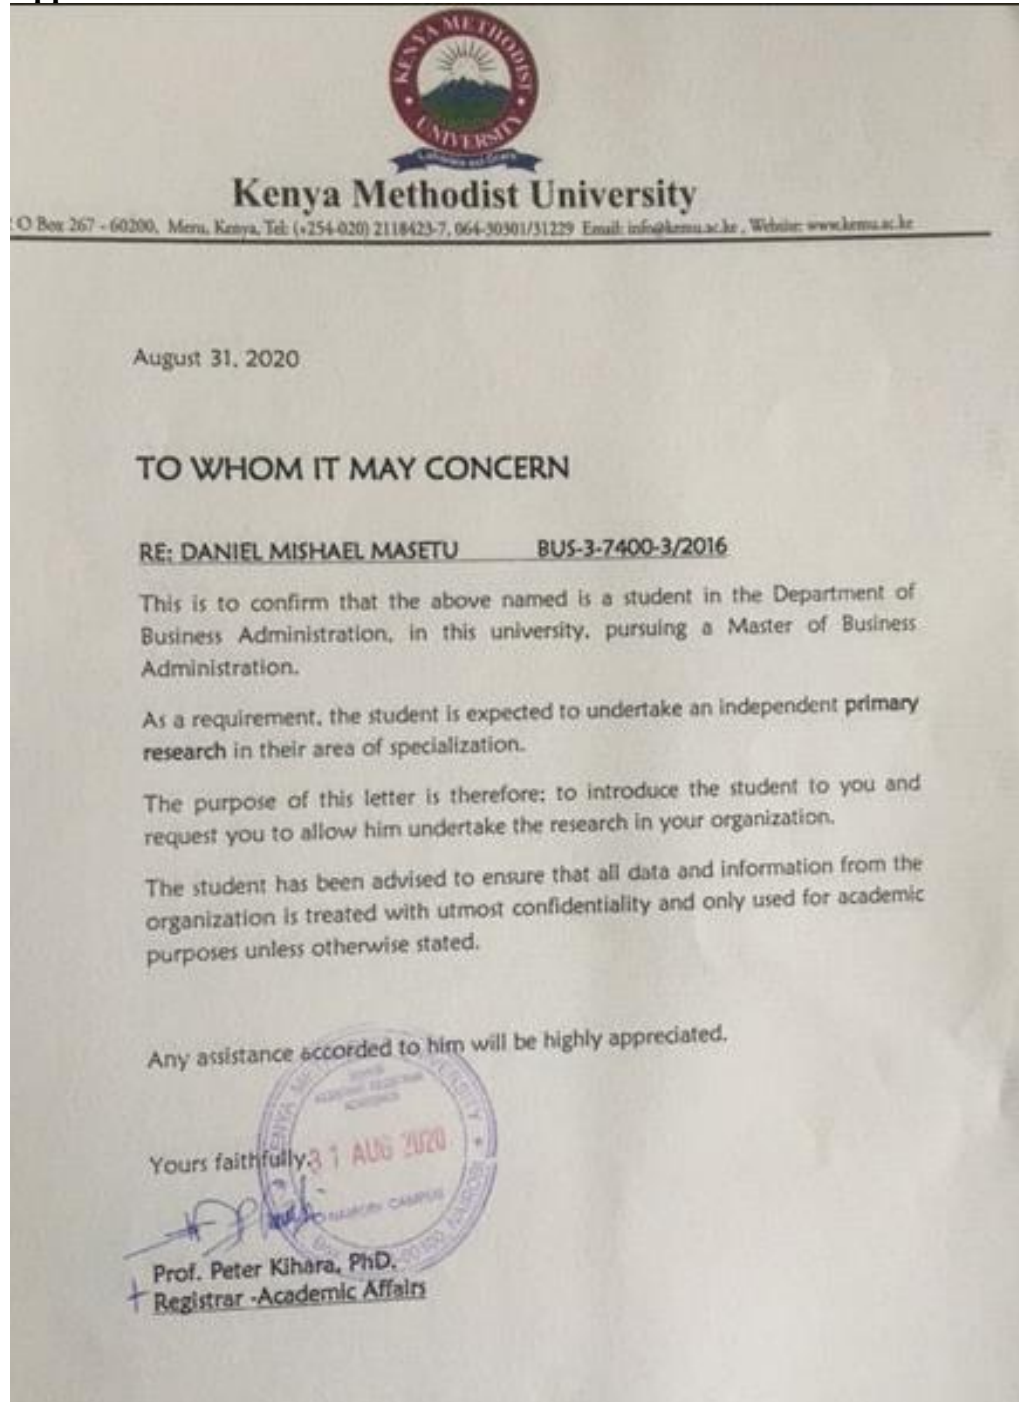 KENYA METHODIST UNIVERSITY
Kenya Methodist University
O Box 267 - 60200, Meru, Kenya, Tel: (+254-020) 2118423-7, 064-30301/31229 Email: info@kemu.ac.ke , Website: www.kemu.ac.ke
August 31, 2020
TO WHOM IT MAY CONCERN
RE: DANIEL MISHAEL MASETU BUS-3-7400-3/2016
This is to confirm that the above named is a student in the Department of
Business Administration, in this university, pursuing a Master of Business
Administration.
As a requirement, the student is expected to undertake an independent primary
research in their area of specialization.
The purpose of this letter is therefore; to introduce the student to you and
request you to allow him undertake the research in your organization.
The student has been advised to ensure that all data and information from the
organization is treated with utmost confidentiality and only used for academic
purposes unless otherwise stated.
Any assistance accorded to him will be highly appreciated.
Yours faithfully,
31 AUG 2020
NAIROBI CAMPUS
Prof. Peter Kihara, PhD.
Registrar -Academic Affairs